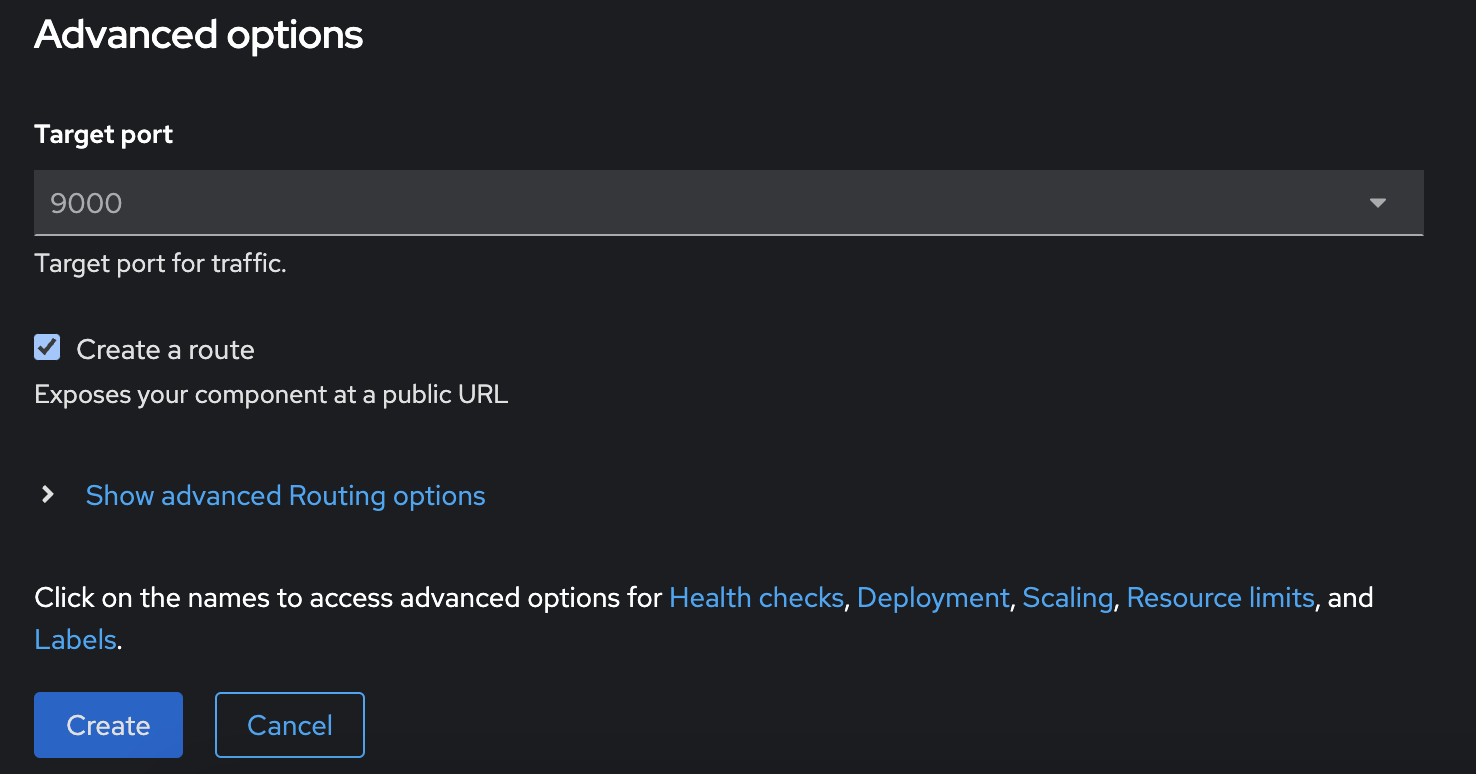 Advanced options
Target port
9000
Target port for traffic.
Create a route
Exposes your component at a public URL
Show advanced Routing options
Click on the names to access advanced options for Health checks, Deployment, Scaling, Resource limits, and
Labels.
Create
Cancel